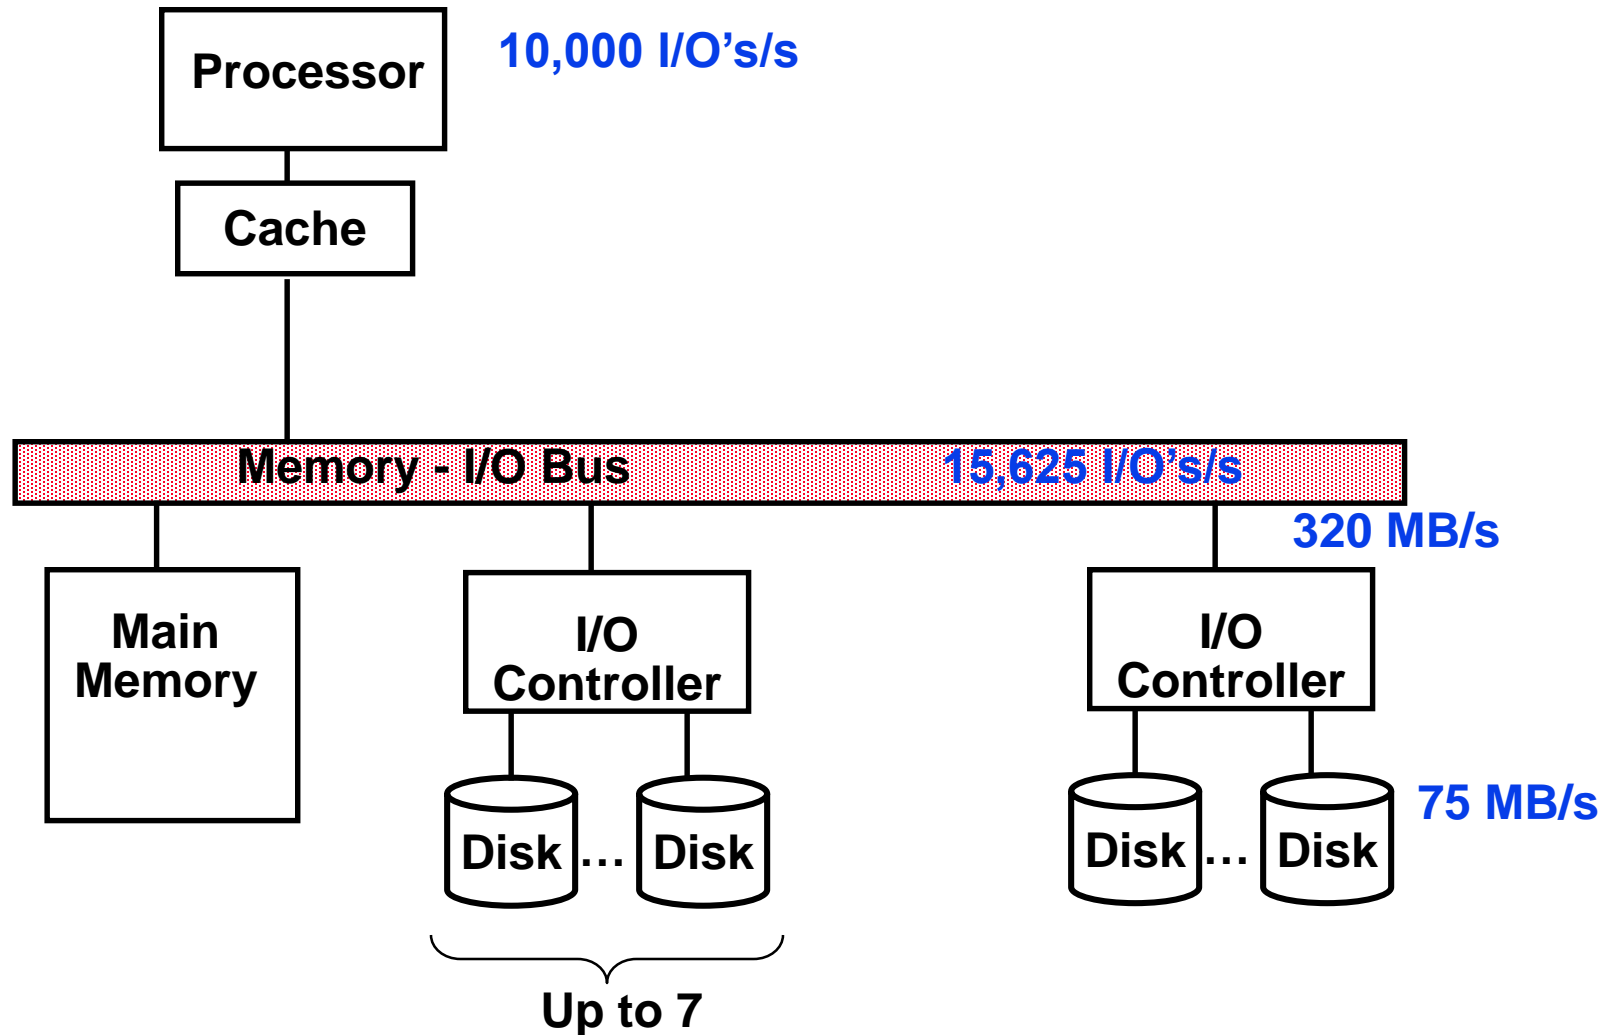 Processor
10,000 I/O's/s
Cache
Memory - I/O Bus
15,625 I/O's/s
320 MB/s
Main
Memory
I/O
Controller
I/O
Controller
Disk ... Disk
Disk ... Disk
75 MB/s
Up to 7